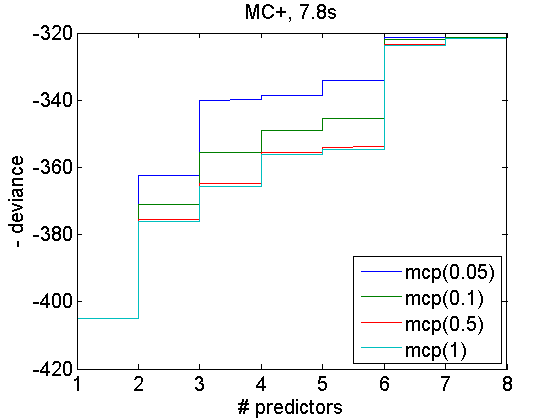 MC+, 7.8s
-320
-340
-360
-380
-400
-420
- deviance
mcp(0.05)
mcp(0.1)
mcp(0.5)
mcp(1)
1 2 3 4 5 6 7 8
# predictors